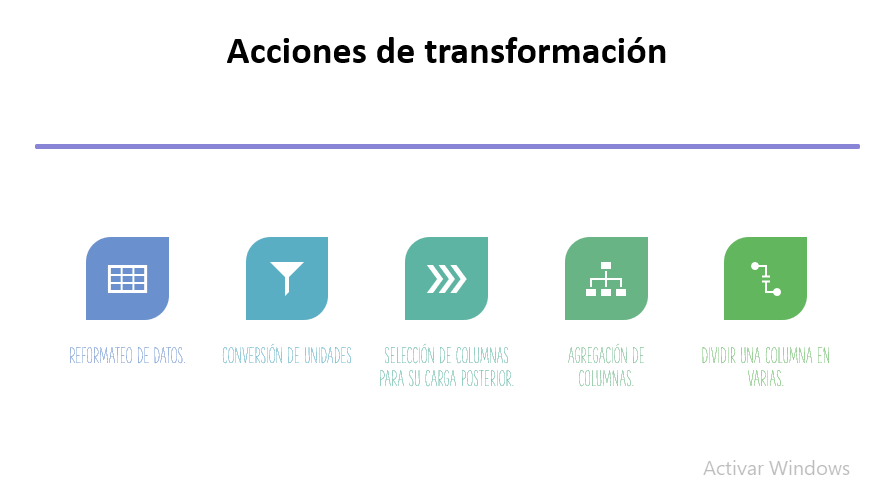 Acciones de transformación
REFORMATEO DE DATOS.
CONVERSIÓN DE UNIDADES
SELECCIÓN DE COLUMNAS
PARA SU CARGA POSTERIOR.
AGREGACIÓN DE
COLUMNAS.
DIVIDIR UNA COLUMNA EN
VARIAS.
Activar Windows